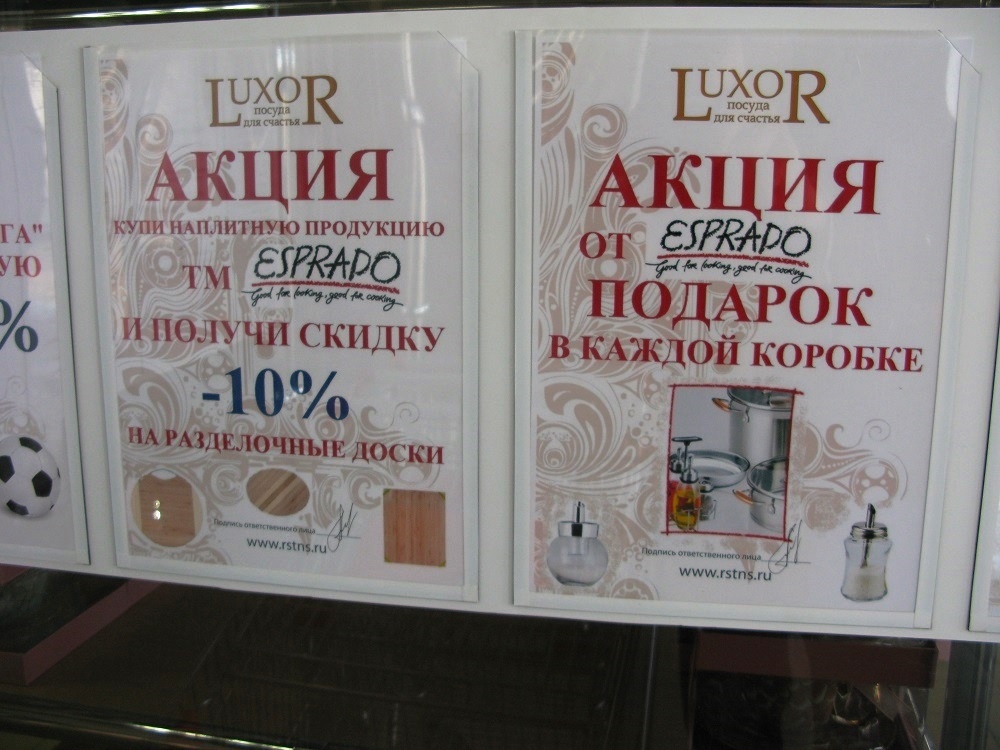 ГА"
УЮ
%
LUXOR
посуда
для счастья
АКЦИЯ
КУПИ НАПЛИТНУЮ ПРОДУКЦИЮ
ТМ ESPRADO
Good for looking, good for cooking
И ПОЛУЧИ СКИДКУ
-10%
НА РАЗДЕЛОЧНЫЕ ДОСКИ
Подпись ответственного лица
www.rstns.ru
LUXOR
посуда
для счастья
АКЦИЯ
ОТ ESPRADO
Good for looking, good for cooking
ПОДАРОК
В КАЖДОЙ КОРОБКЕ
Подпись ответственного лица
www.rstns.ru